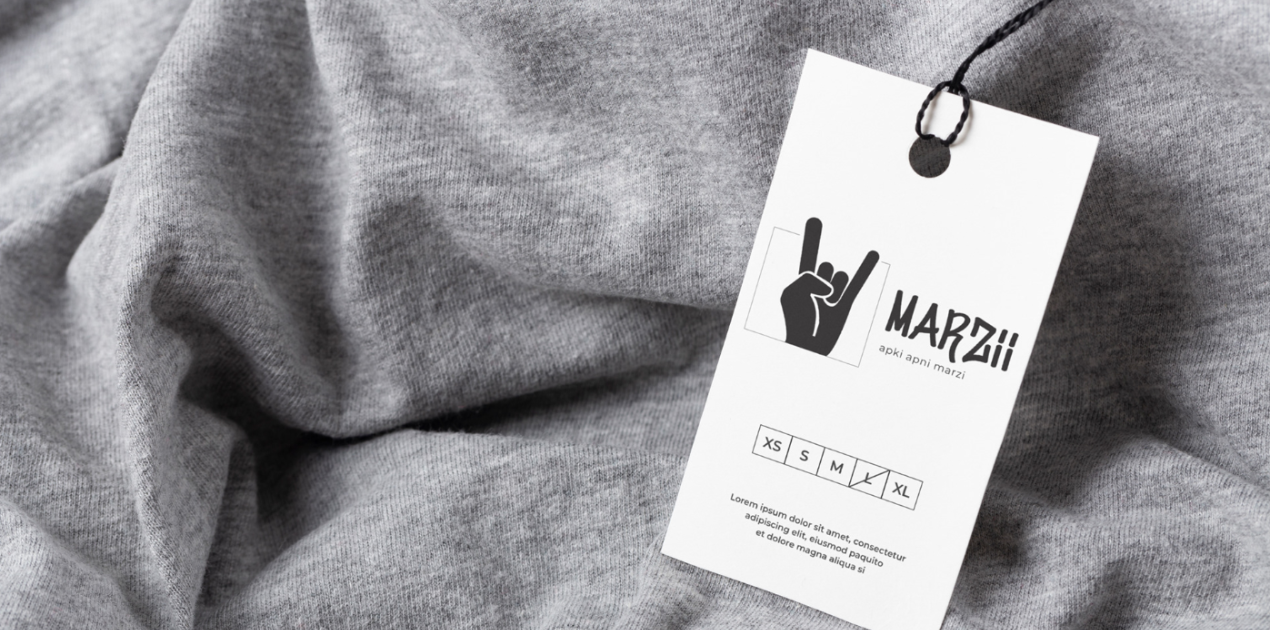 MARZii
apki apni marzi
XS S M L XL
Lorem ipsum dolor sit amet, consectetur
adipiscing elit, eiusmod paquito
et dolore magna aliqua si